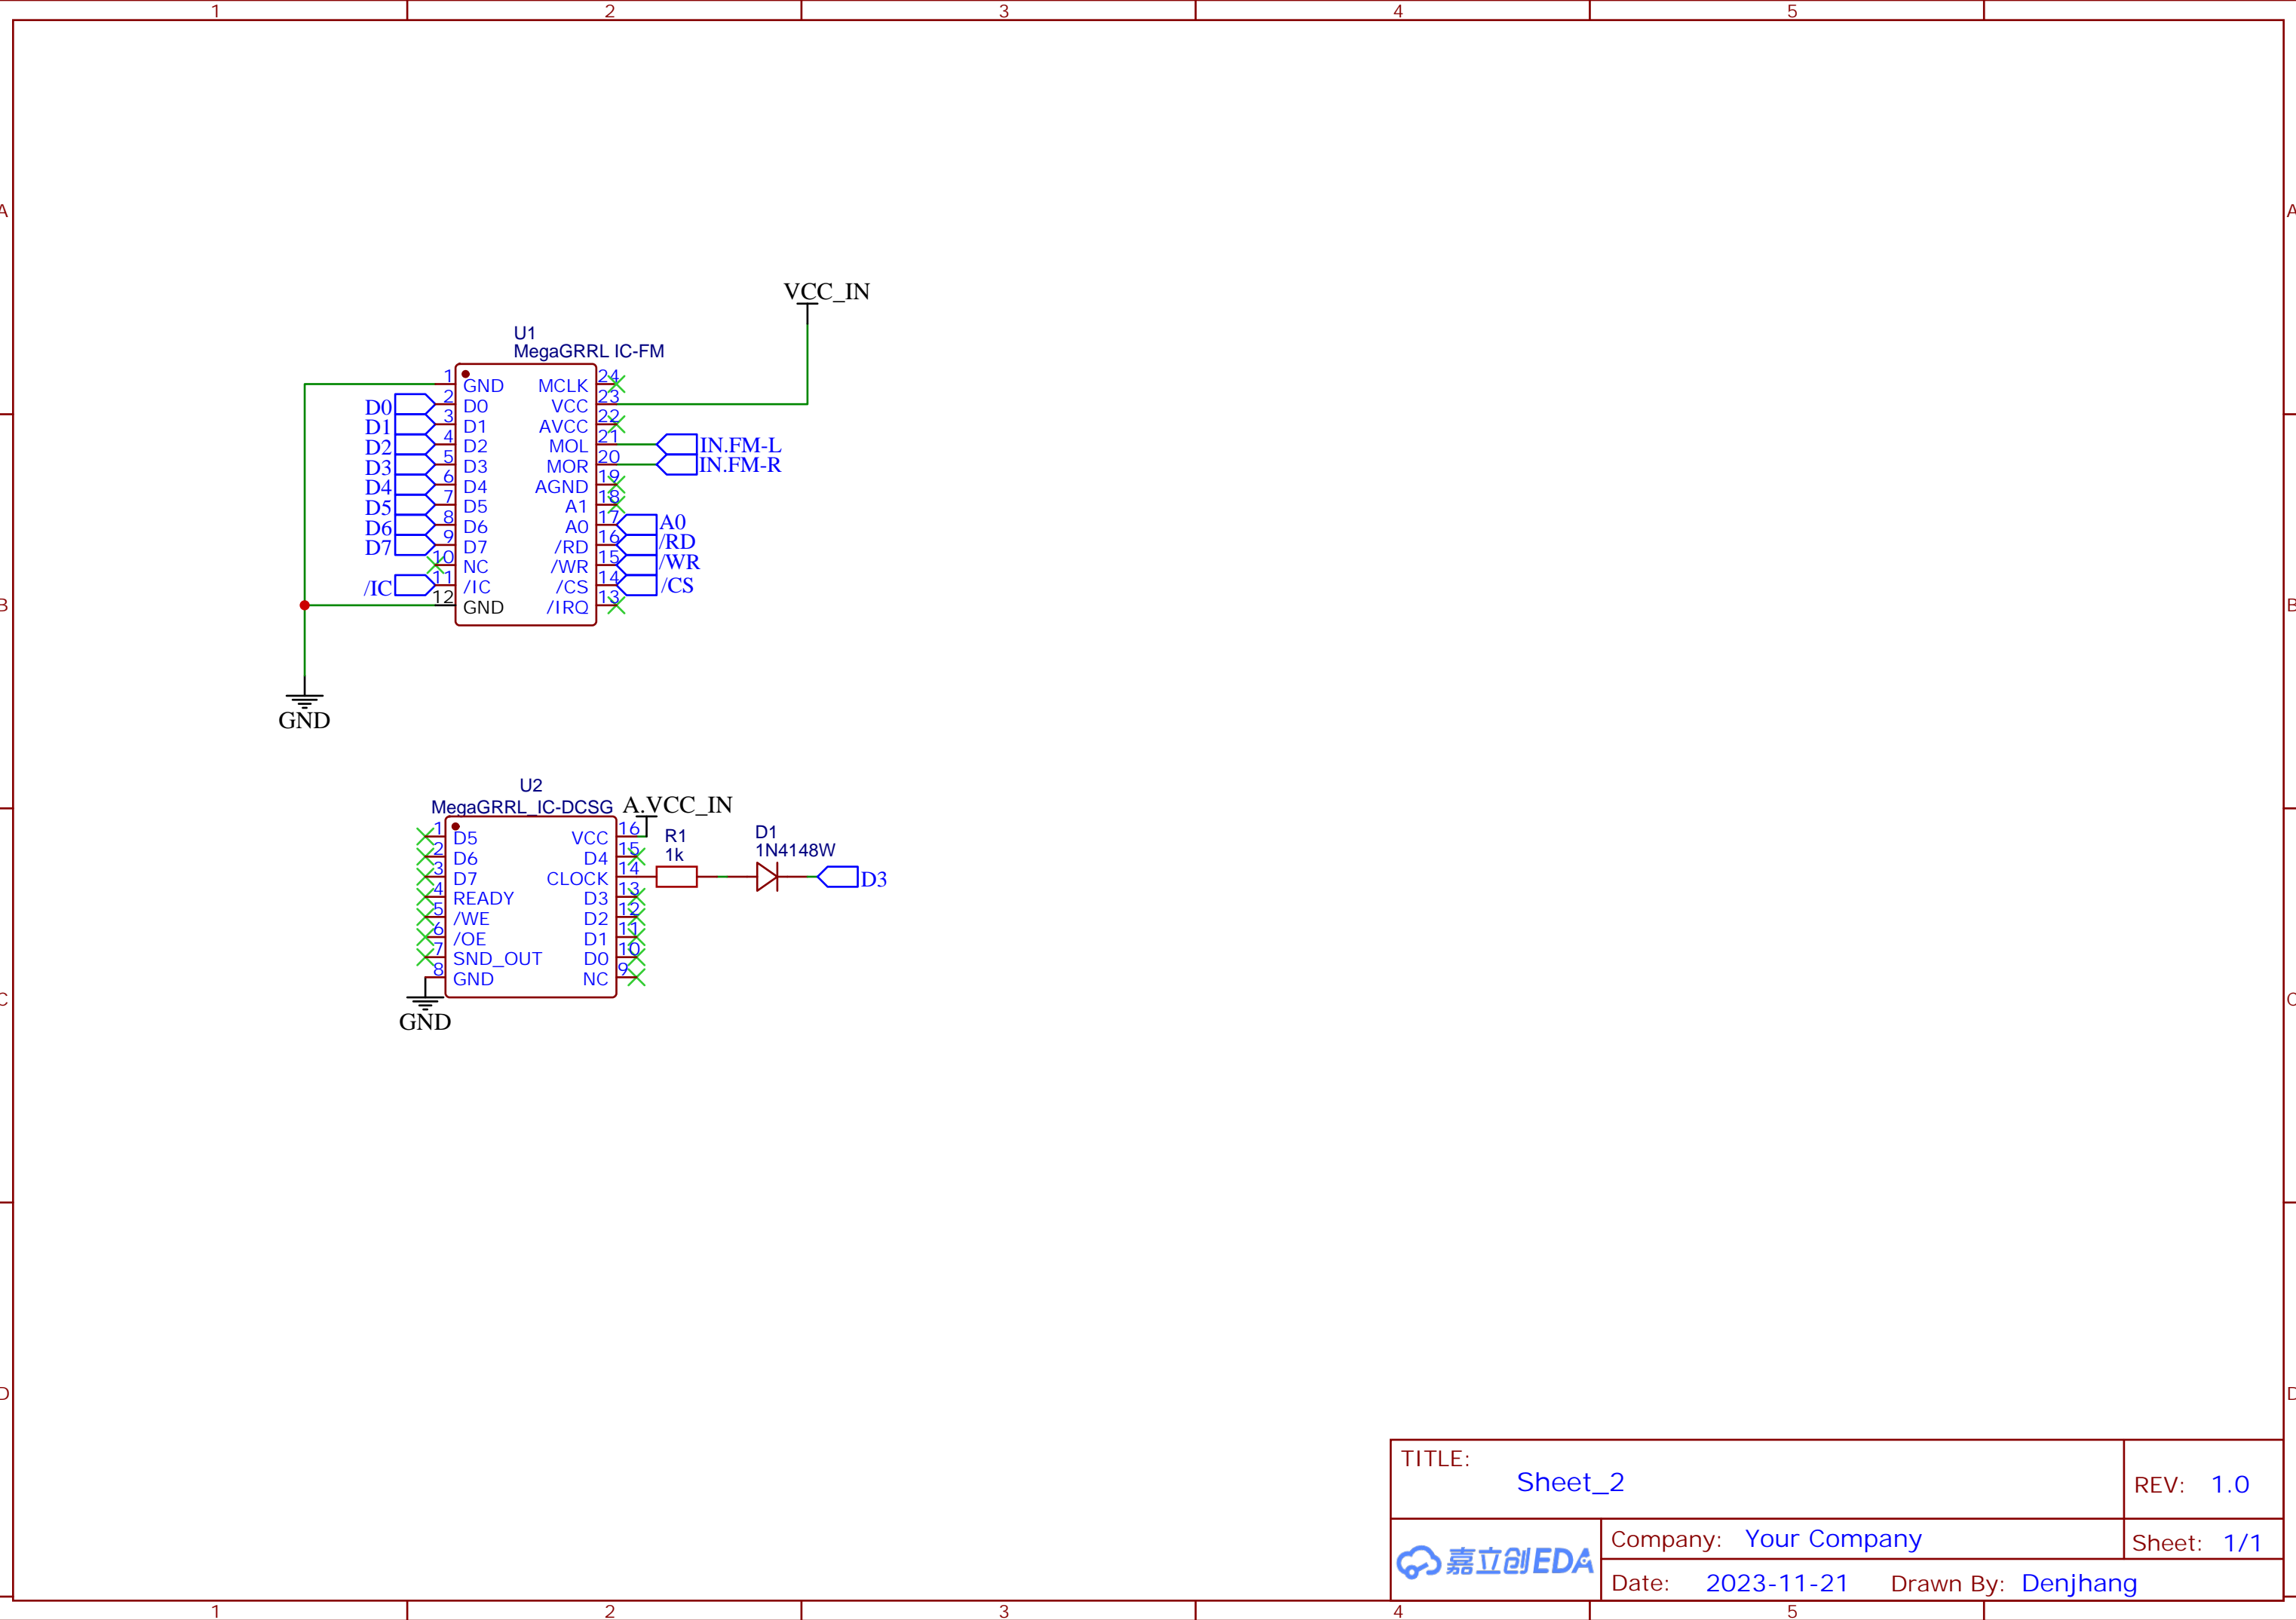 1 2 3 4 5
A A
VCC_IN
U1
MegaGRRL IC-FM
1 GND MCLK 24
D0 2 D0 VCC 23
D1 3 D1 AVCC 22
D2 4 D2 MOL 21 IN.FM-L
D3 5 D3 MOR 20 IN.FM-R
D4 6 D4 AGND 19
D5 7 D5 A1 18
D6 8 D6 A0 17 A0
D7 9 D7 /RD 16 /RD
10 NC /WR 15 /WR
/IC 11 /IC /CS 14 /CS
B 12 GND /IRQ 13 B
GND
U2
MegaGRRL_IC-DCSG A.VCC_IN
1 D5 VCC 16 R1 D1
2 D6 D4 15 1k 1N4148W
3 D7 CLOCK 14 D3
4 READY D3 13
5 /WE D2 12
6 /OE D1 11
7 SND_OUT D0 10
8 GND NC 9
C C
GND
D D
TITLE:
Sheet_2
REV: 1.0
嘉立创EDA
Company: Your Company
Sheet: 1/1
Date: 2023-11-21 Drawn By: Denjhang
1 2 3 4 5